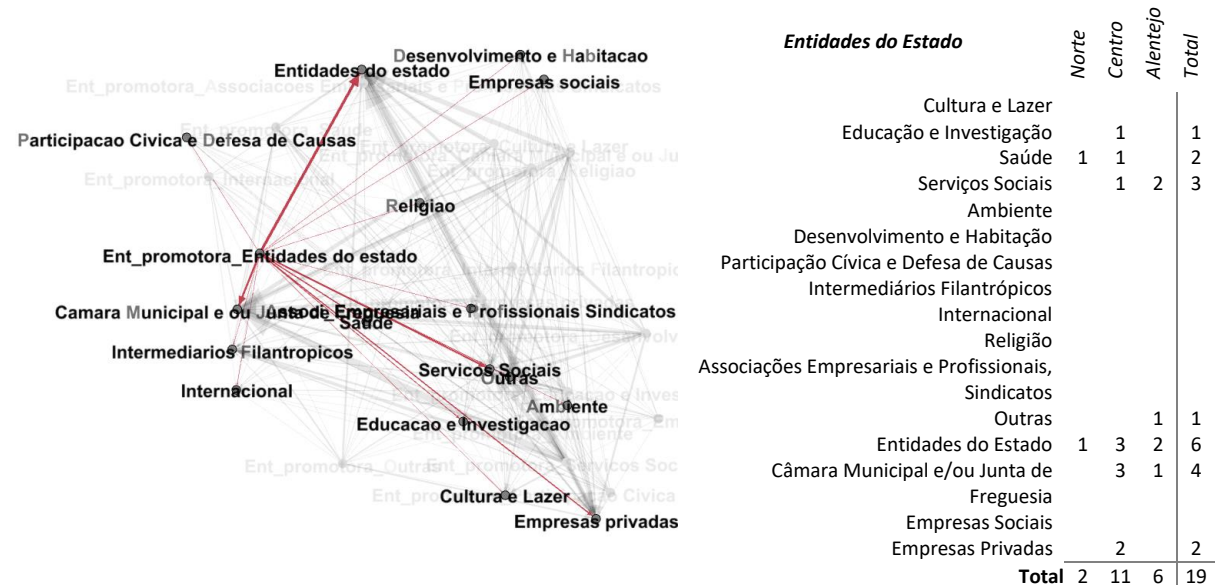 Desenvolvimento e Habitacao
Entidades do estado
Empresas sociais
Participacao Civica e Defesa de Causas
Religiao
Ent_promotora_Entidades do estado
Camara Municipal e ou Junta de Freguesia
Associ. Empresariais e Profissionais Sindicatos
Saude
Intermediarios Filantropicos
Servicos Sociais
Outras
Internacional
Ambiente
Educacao e Investigacao
Ent_promotora_Outras
Cultura e Lazer
Empresas privadas
Entidades do Estado Norte Centro Alentejo Total
Cultura e Lazer
Educação e Investigação 1 1
Saúde 1 1 2
Serviços Sociais 1 2 3
Ambiente
Desenvolvimento e Habitação
Participação Cívica e Defesa de Causas
Intermediários Filantrópicos
Internacional
Religião
Associações Empresariais e Profissionais,
Sindicatos
Outras 1 1
Entidades do Estado 1 3 2 6
Câmara Municipal e/ou Junta de 3 1 4
Freguesia
Empresas Sociais
Empresas Privadas 2 2
Total 2 11 6 19